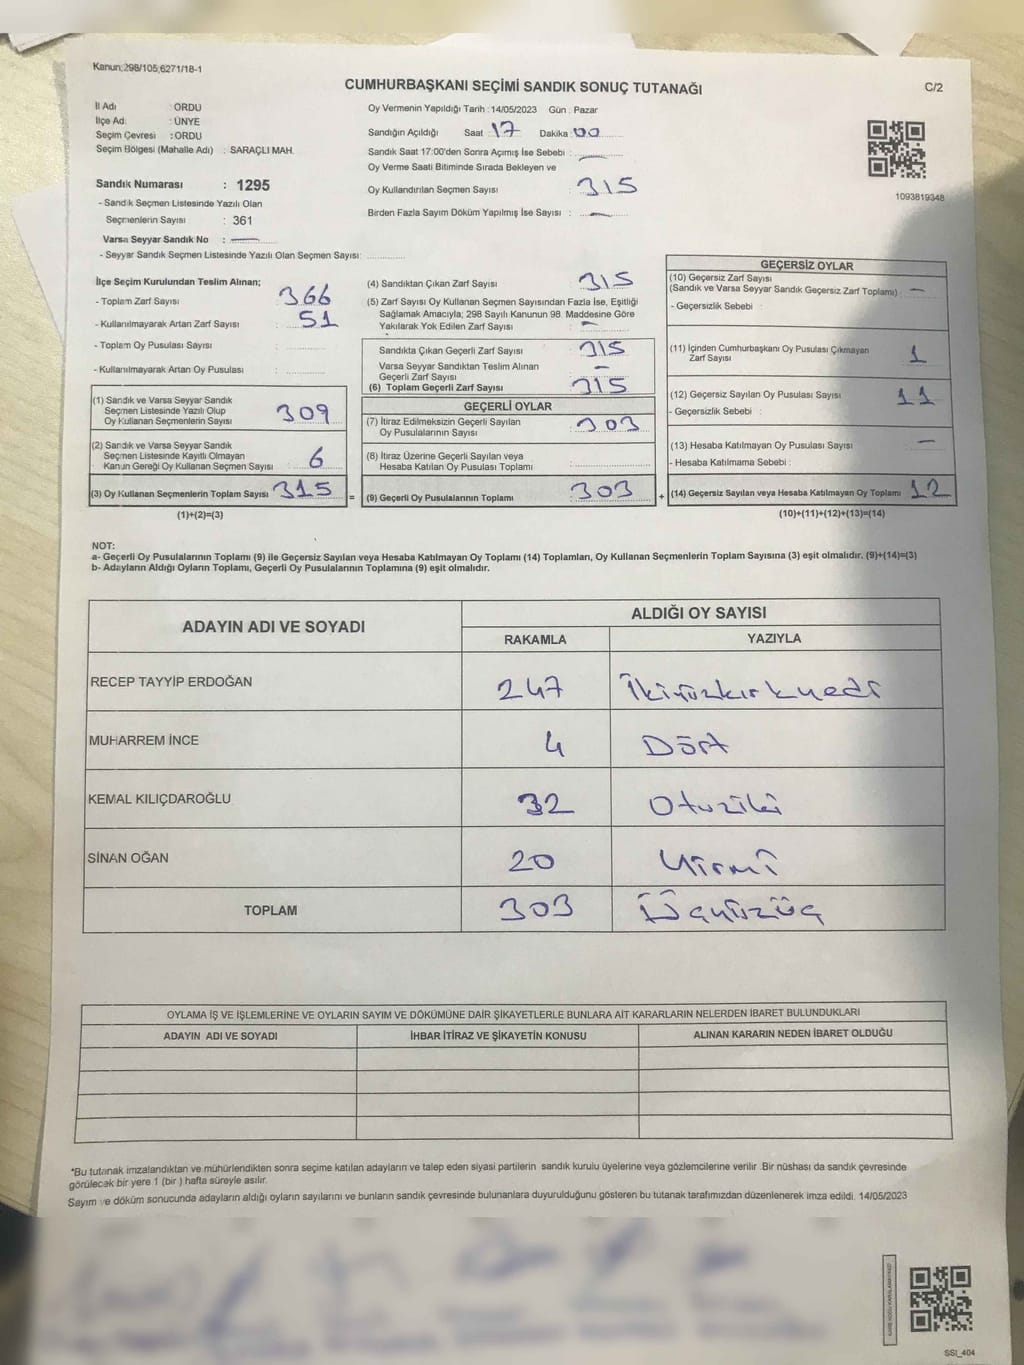 Kanun;298/105;6271/18-1
CUMHURBAŞKANI SEÇİMİ SANDIK SONUÇ TUTANAĞI
C/2
İl Adı : ORDU
İlçe Adı : ÜNYE
Seçim Çevresi : ORDU
Seçim Bölgesi (Mahalle Adı) : SARAÇLI MAH.
Sandık Numarası : 1295
- Sandık Seçmen Listesinde Yazılı Olan
Seçmenlerin Sayısı : 361
Varsa Seyyar Sandık No : —
- Seyyar Sandık Seçmen Listesinde Yazılı Olan Seçmen Sayısı:
Oy Vermenin Yapıldığı Tarih : 14/05/2023 Gün : Pazar
Sandığın Açıldığı Saat : 17 Dakika : 00
Sandık Saat 17:00'den Sonra Açımış İse Sebebi : —
Oy Verme Saati Bitiminde Sırada Bekleyen ve
Oy Kullandırılan Seçmen Sayısı : 315
Birden Fazla Sayım Döküm Yapılmış İse Sayısı : —
1093819348
İlçe Seçim Kurulundan Teslim Alınan;
- Toplam Zarf Sayısı : 366
- Kullanılmayarak Artan Zarf Sayısı : 51
- Toplam Oy Pusulası Sayısı :
- Kullanılmayarak Artan Oy Pusulası :
(1) Sandık ve Varsa Seyyar Sandık
Seçmen Listesinde Yazılı Olup
Oy Kullanan Seçmenlerin Sayısı : 309
(2) Sandık ve Varsa Seyyar Sandık
Seçmen Listesinde Kayıtlı Olmayan
Kanun Gereği Oy Kullanan Seçmen Sayısı : 6
(3) Oy Kullanan Seçmenlerin Toplam Sayısı : 315 =
(1)+(2)=(3)
(4) Sandıktan Çıkan Zarf Sayısı : 315
(5) Zarf Sayısı Oy Kullanan Seçmen Sayısından Fazla İse, Eşitliği
Sağlamak Amacıyla; 298 Sayılı Kanunun 98. Maddesine Göre
Yakılarak Yok Edilen Zarf Sayısı : —
Sandıkta Çıkan Geçerli Zarf Sayısı : 315
Varsa Seyyar Sandıktan Teslim Alınan
Geçerli Zarf Sayısı : —
(6) Toplam Geçerli Zarf Sayısı : 315
GEÇERLİ OYLAR
(7) İtiraz Edilmeksizin Geçerli Sayılan
Oy Pusulalarının Sayısı : 303
(8) İtiraz Üzerine Geçerli Sayılan veya
Hesaba Katılan Oy Pusulası Toplamı :
(9) Geçerli Oy Pusulalarının Toplamı : 303 +
GEÇERSİZ OYLAR
(10) Geçersiz Zarf Sayısı
(Sandık ve Varsa Seyyar Sandık Geçersiz Zarf Toplamı) : —
- Geçersizlik Sebebi :
(11) İçinden Cumhurbaşkanı Oy Pusulası Çıkmayan
Zarf Sayısı 1
(12) Geçersiz Sayılan Oy Pusulası Sayısı : 11
- Geçersizlik Sebebi :
(13) Hesaba Katılmayan Oy Pusulası Sayısı : —
- Hesaba Katılmama Sebebi :
(14) Geçersiz Sayılan veya Hesaba Katılmayan Oy Toplamı : 12
(10)+(11)+(12)+(13)=(14)
NOT:
a- Geçerli Oy Pusulalarının Toplamı (9) ile Geçersiz Sayılan veya Hesaba Katılmayan Oy Toplamı (14) Toplamları, Oy Kullanan Seçmenlerin Toplam Sayısına (3) eşit olmalıdır. (9)+(14)=(3)
b- Adayların Aldığı Oyların Toplamı, Geçerli Oy Pusulalarının Toplamına (9) eşit olmalıdır.
ADAYIN ADI VE SOYADI
ALDIĞI OY SAYISI
RAKAMLA YAZIYLA
RECEP TAYYİP ERDOĞAN 247 İkiyüzkırkyedi
MUHARREM İNCE 4 Dört
KEMAL KILIÇDAROĞLU 32 Otuziki
SİNAN OĞAN 20 Yirmi
TOPLAM 303 Üçyüzüç
OYLAMA İŞ VE İŞLEMLERİNE VE OYLARIN SAYIM VE DÖKÜMÜNE DAİR ŞİKAYETLERLE BUNLARA AİT KARARLARIN NELERDEN İBARET BULUNDUKLARI
ADAYIN ADI VE SOYADI İHBAR İTİRAZ VE ŞİKAYETİN KONUSU ALINAN KARARIN NEDEN İBARET OLDUĞU
*Bu tutanak imzalandıktan ve mühürlendikten sonra seçime katılan adayların ve talep eden siyasi partilerin sandık kurulu üyelerine veya gözlemcilerine verilir .Bir nüshası da sandık çevresinde
görülecek bir yere 1 (bir ) hafta süreyle asılır.
Sayım ve döküm sonucunda adayların aldığı oyların sayılarını ve bunların sandık çevresinde bulunanlara duyurulduğunu gösteren bu tutanak tarafımızdan düzenlenerek imza edildi. 14/05/2023
SSI_404